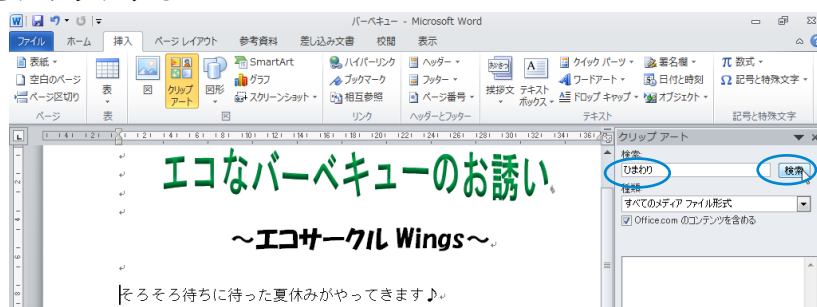 バーベキュー - Microsoft Word
ファイル ホーム 挿入 ページ レイアウト 参考資料 差し込み文書 校閲 表示
表紙 SmartArt ハイパーリンク ヘッダー クイック パーツ 署名欄 数式
空白のページ グラフ ブックマーク フッター ワードアート 日付と時刻 記号と特殊文字
ページ区切り 表 図 クリップアート 図形 スクリーンショット 相互参照 ページ番号 挨拶文 テキストボックス ドロップ キャップ オブジェクト
ページ 表 図 リンク ヘッダーとフッター テキスト 記号と特殊文字
クリップ アート
検索:
ひまわり 検索
種類:
すべてのメディア ファイル形式
Office.com のコンテンツを含める
エコなバーベキューのお誘い
～エコサークル Wings～
そろそろ待ちに待った夏休みがやってきます♪